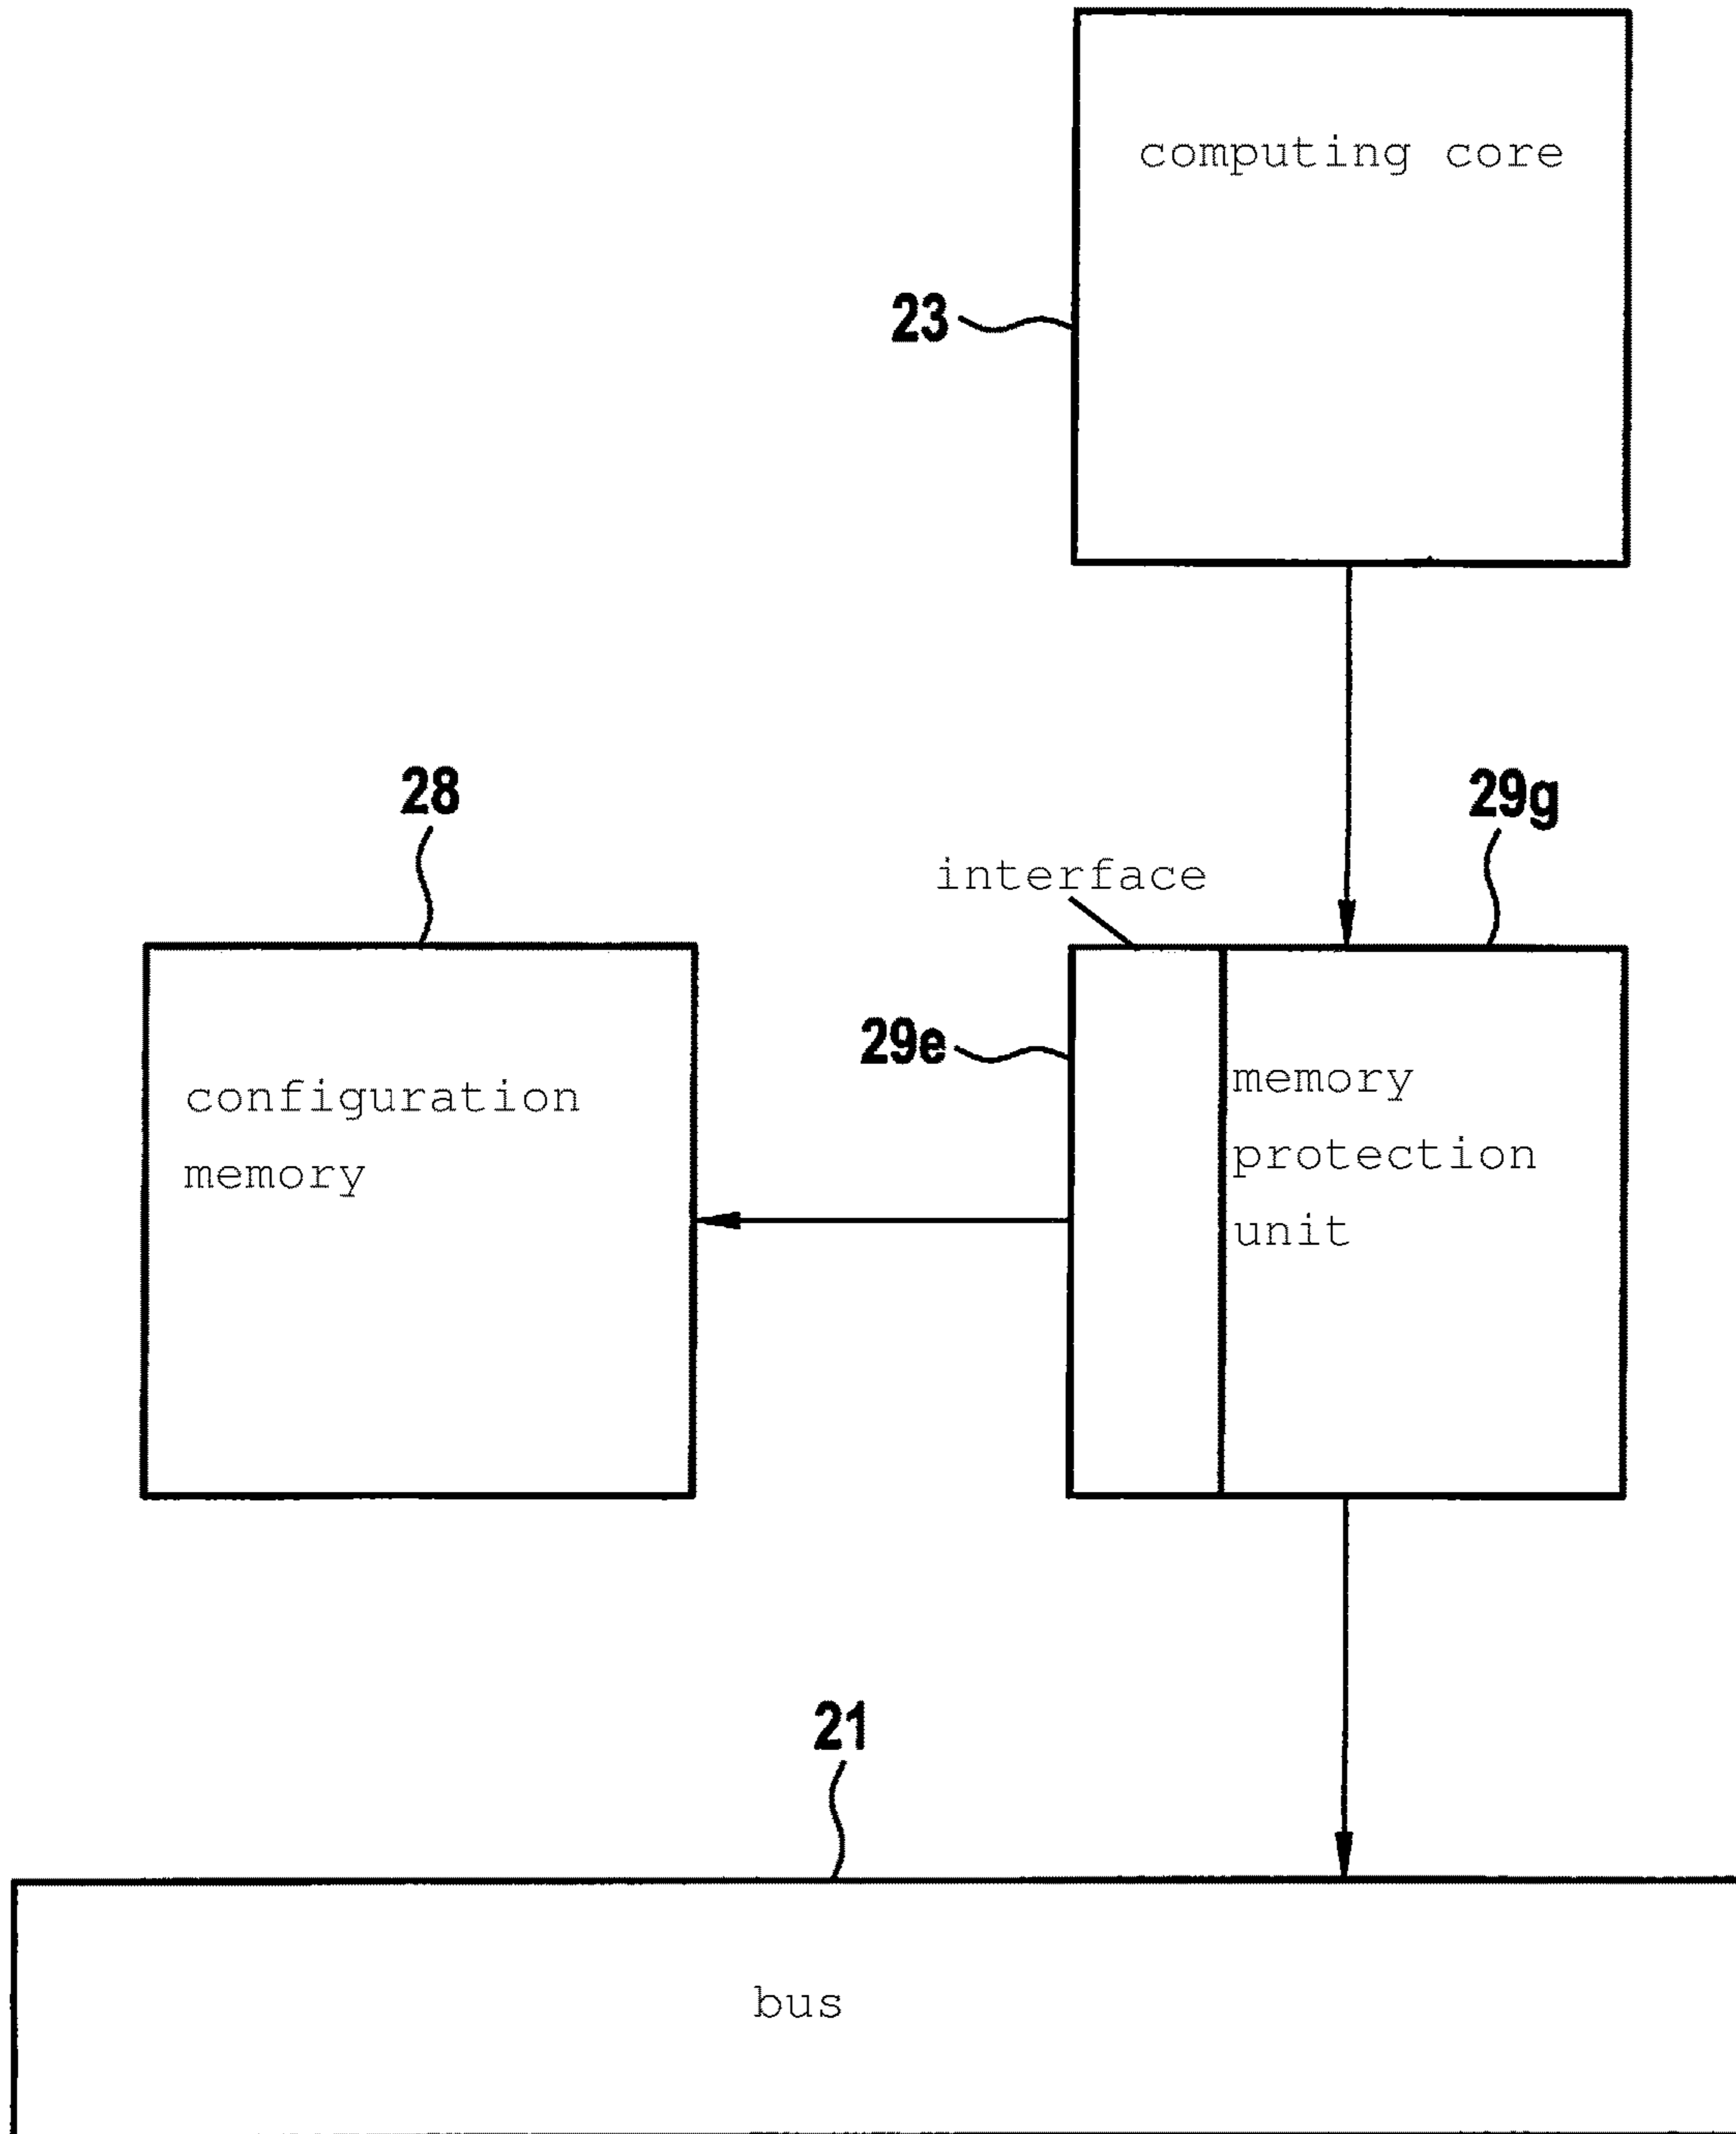 computing core
23
28
29g
interface
29e
memory
protection
unit
configuration
memory
21
bus